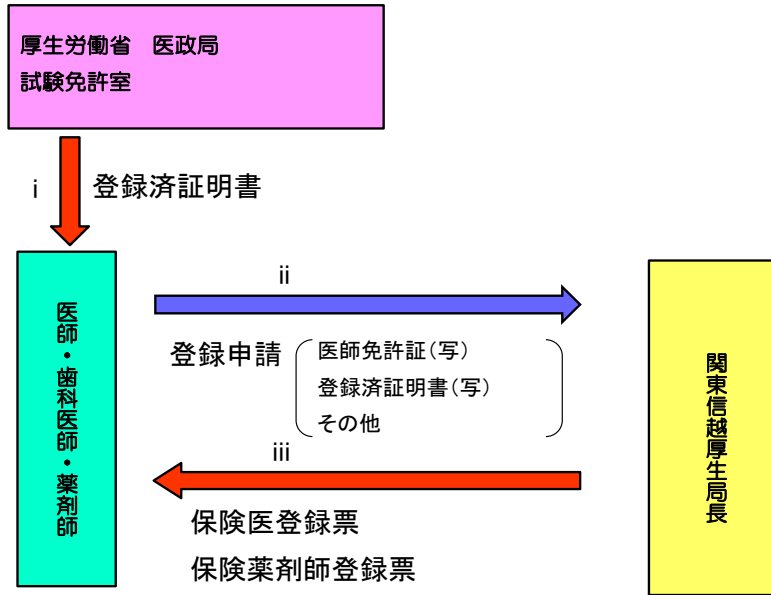 厚生労働省　医政局
試験免許室
i
登録済証明書
ii
医師・歯科医師・薬剤師
登録申請
医師免許証（写）
登録済証明書（写）
その他
関東信越厚生局長
iii
保険医登録票
保険薬剤師登録票